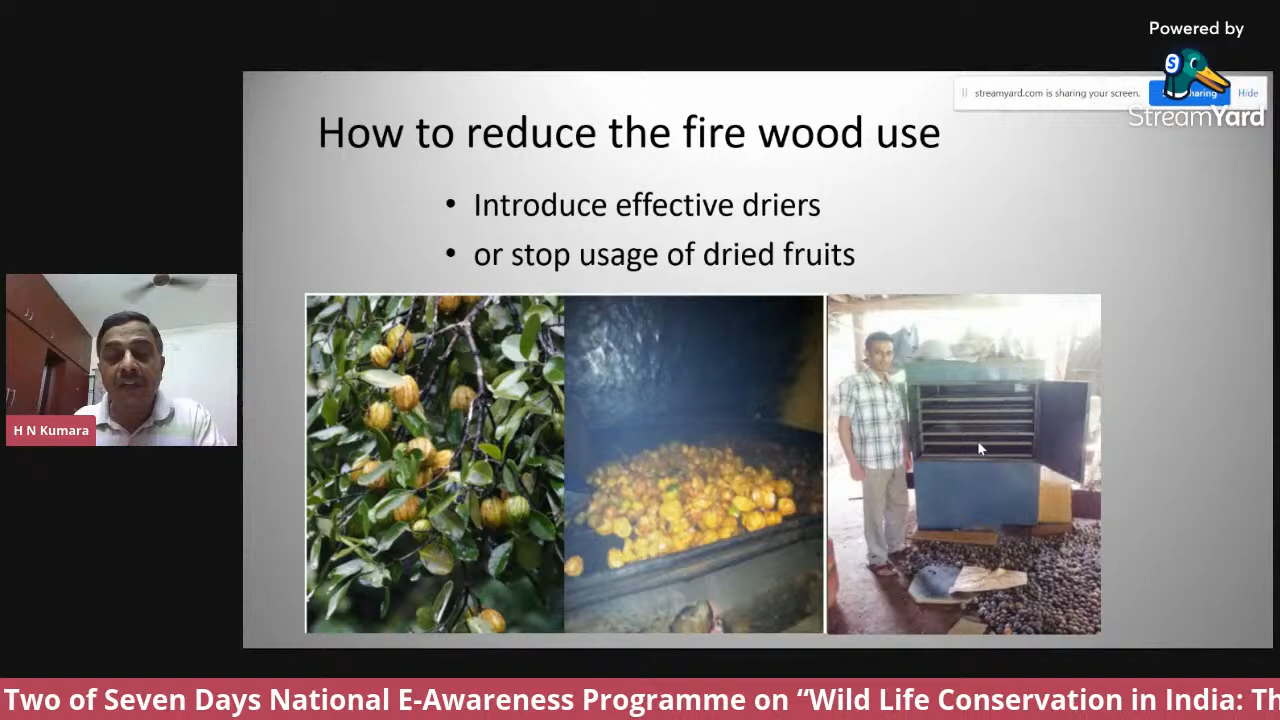 Powered by
streamyard.com is sharing your screen.
haring
Hide
StreamYard
How to reduce the fire wood use
• Introduce effective driers
• or stop usage of dried fruits
H N Kumara
Two of Seven Days National E-Awareness Programme on “Wild Life Conservation in India: Th